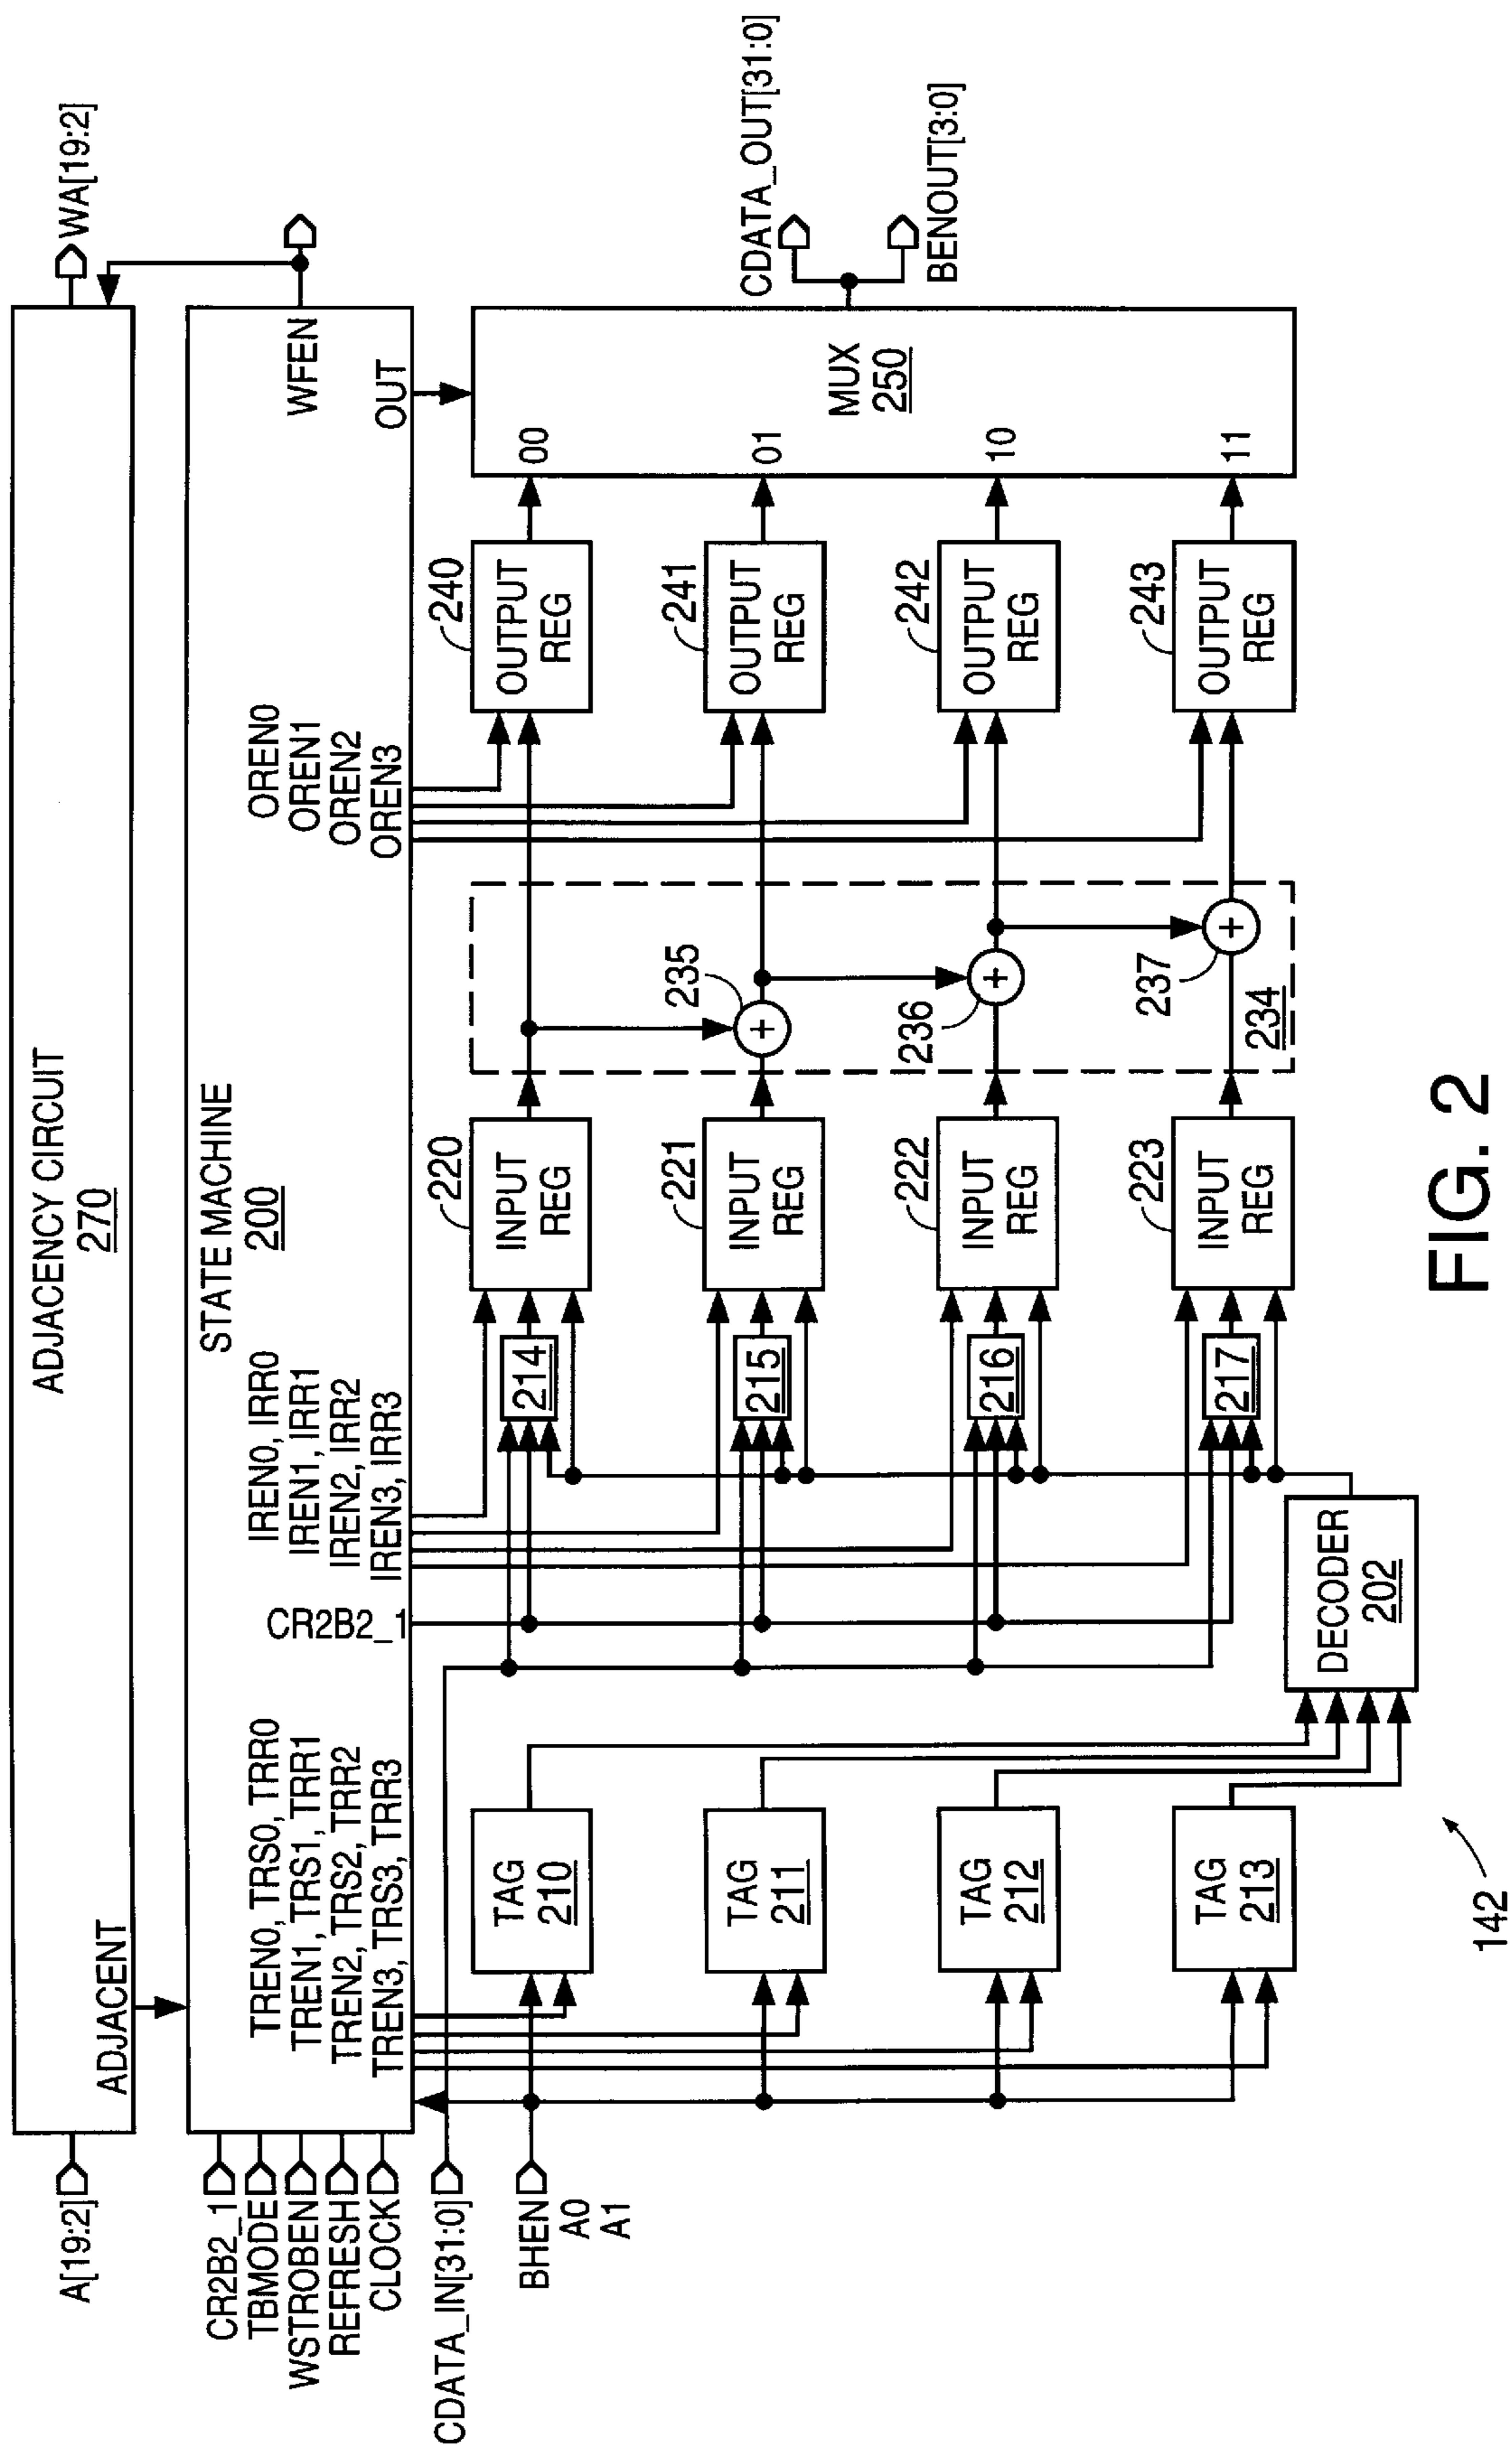 A[19:2]
ADJACENT
ADJACENCY CIRCUIT
270
WA[19:2]
CR2B2_1
TBMODE
WSTROBEN
REFRESH
CLOCK
STATE MACHINE
200
WFEN
OUT
TREN0, TRS0, TRR0
TREN1, TRS1, TRR1
TREN2, TRS2, TRR2
TREN3, TRS3, TRR3
CR2B2_1
IREN0, IRR0
IREN1, IRR1
IREN2, IRR2
IREN3, IRR3
OREN0
OREN1
OREN2
OREN3
CDATA_IN[31:0]
BHEN
A0
A1
TAG
210
214
220
INPUT
REG
240
OUTPUT
REG
00
TAG
211
215
221
INPUT
REG
235
+
241
OUTPUT
REG
01
MUX
250
CDATA_OUT[31:0]
BENOUT[3:0]
TAG
212
216
222
INPUT
REG
236
+
242
OUTPUT
REG
10
TAG
213
217
223
INPUT
REG
237
+
234
243
OUTPUT
REG
11
DECODER
202
142
FIG. 2